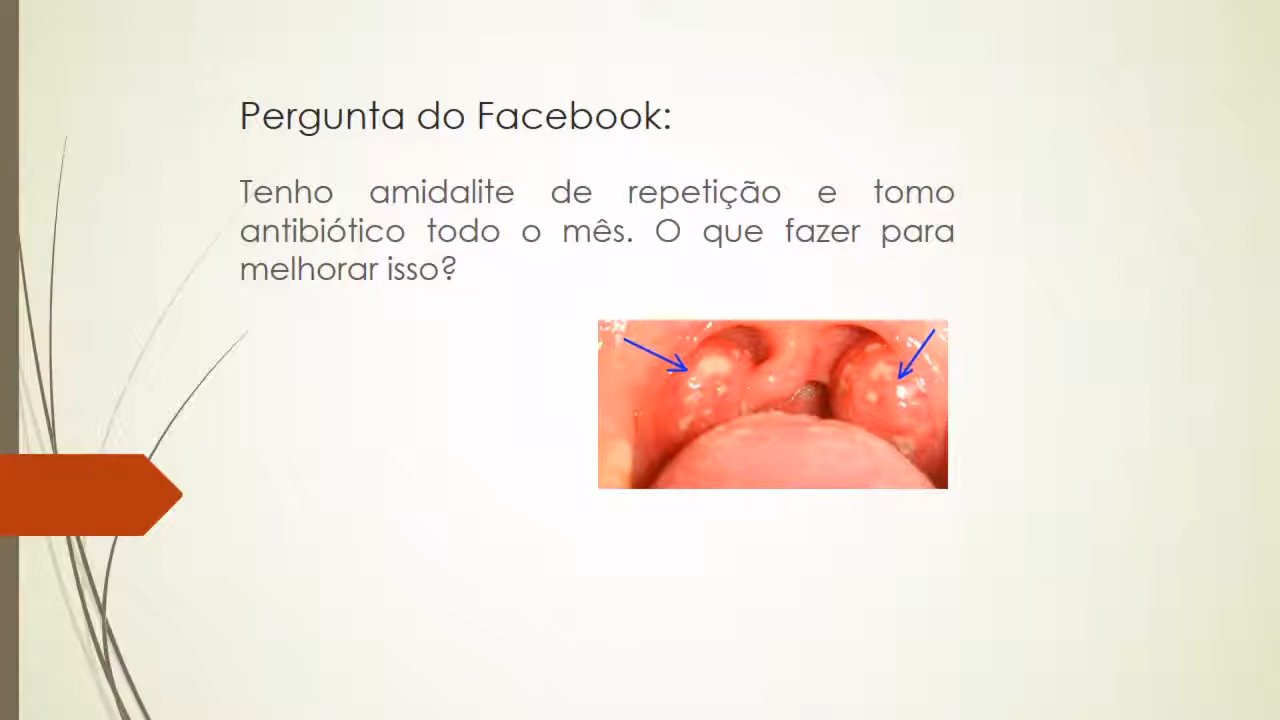 Pergunta do Facebook:
Tenho amidalite de repetição e tomo
antibiótico todo o mês. O que fazer para
melhorar isso?